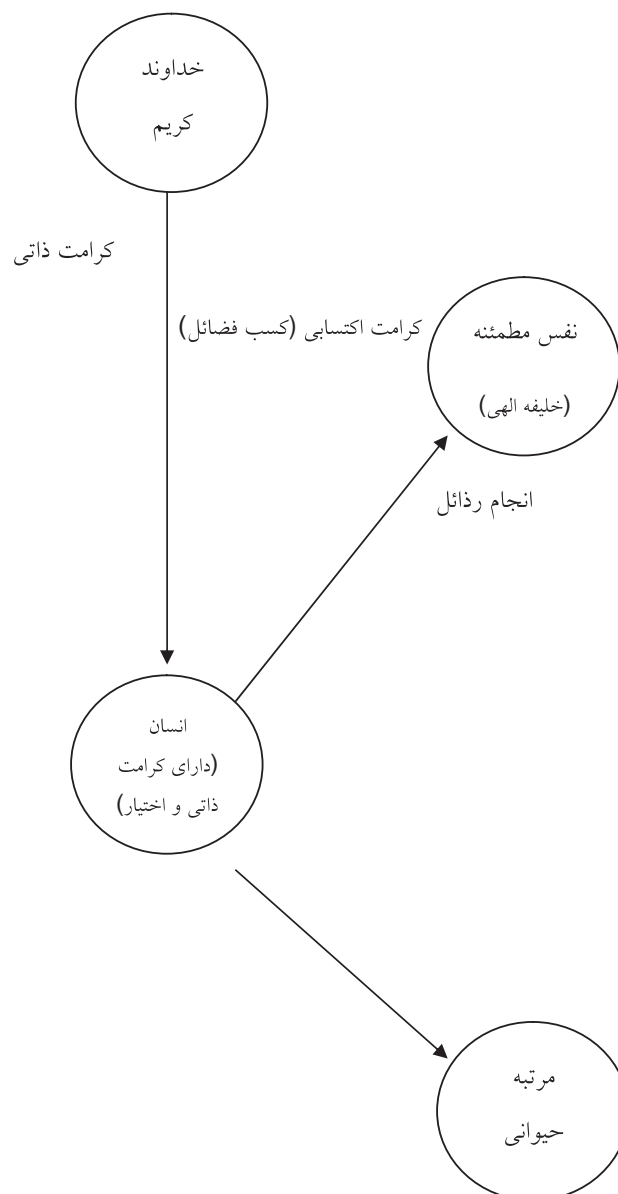 خداوند
کریم
کرامت ذاتی
کرامت اکتسابی (کسب فضائل)
نفس مطمئنه
(خلیفه الهی)
انجام رذائل
انسان
(دارای کرامت
ذاتی و اختیار)
مرتبه
حیوانی